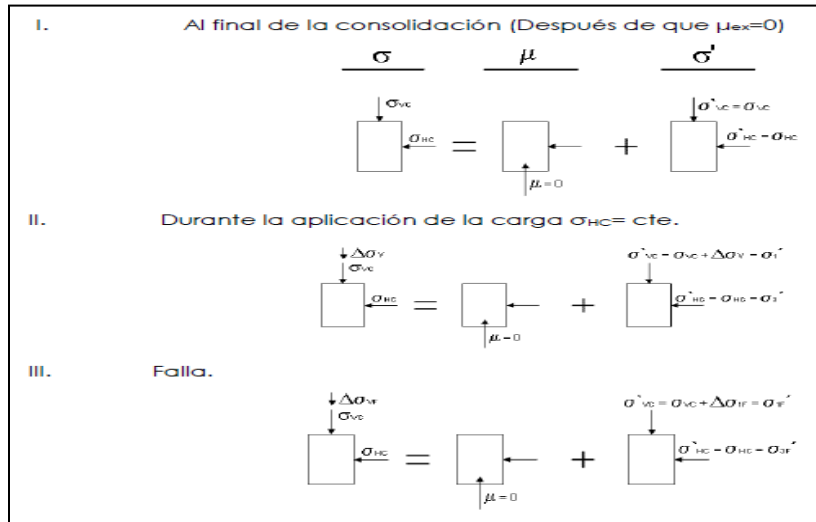 I. Al final de la consolidación (Después de que μex=0)
σ μ σ'
σvc
σHC
=
μ = 0
+
σ`vc = σvc
σ`HC = σHC
II. Durante la aplicación de la carga σHC= cte.
Δσv
σvc
σHC
=
μ = 0
+
σ`vc = σvc + Δσv = σ1'
σ`HC = σHC = σ3'
III. Falla.
Δσvf
σvc
σHC
=
μ = 0
+
σ`vc = σvc + Δσ1f = σ1f'
σ`HC = σHC = σ3f'